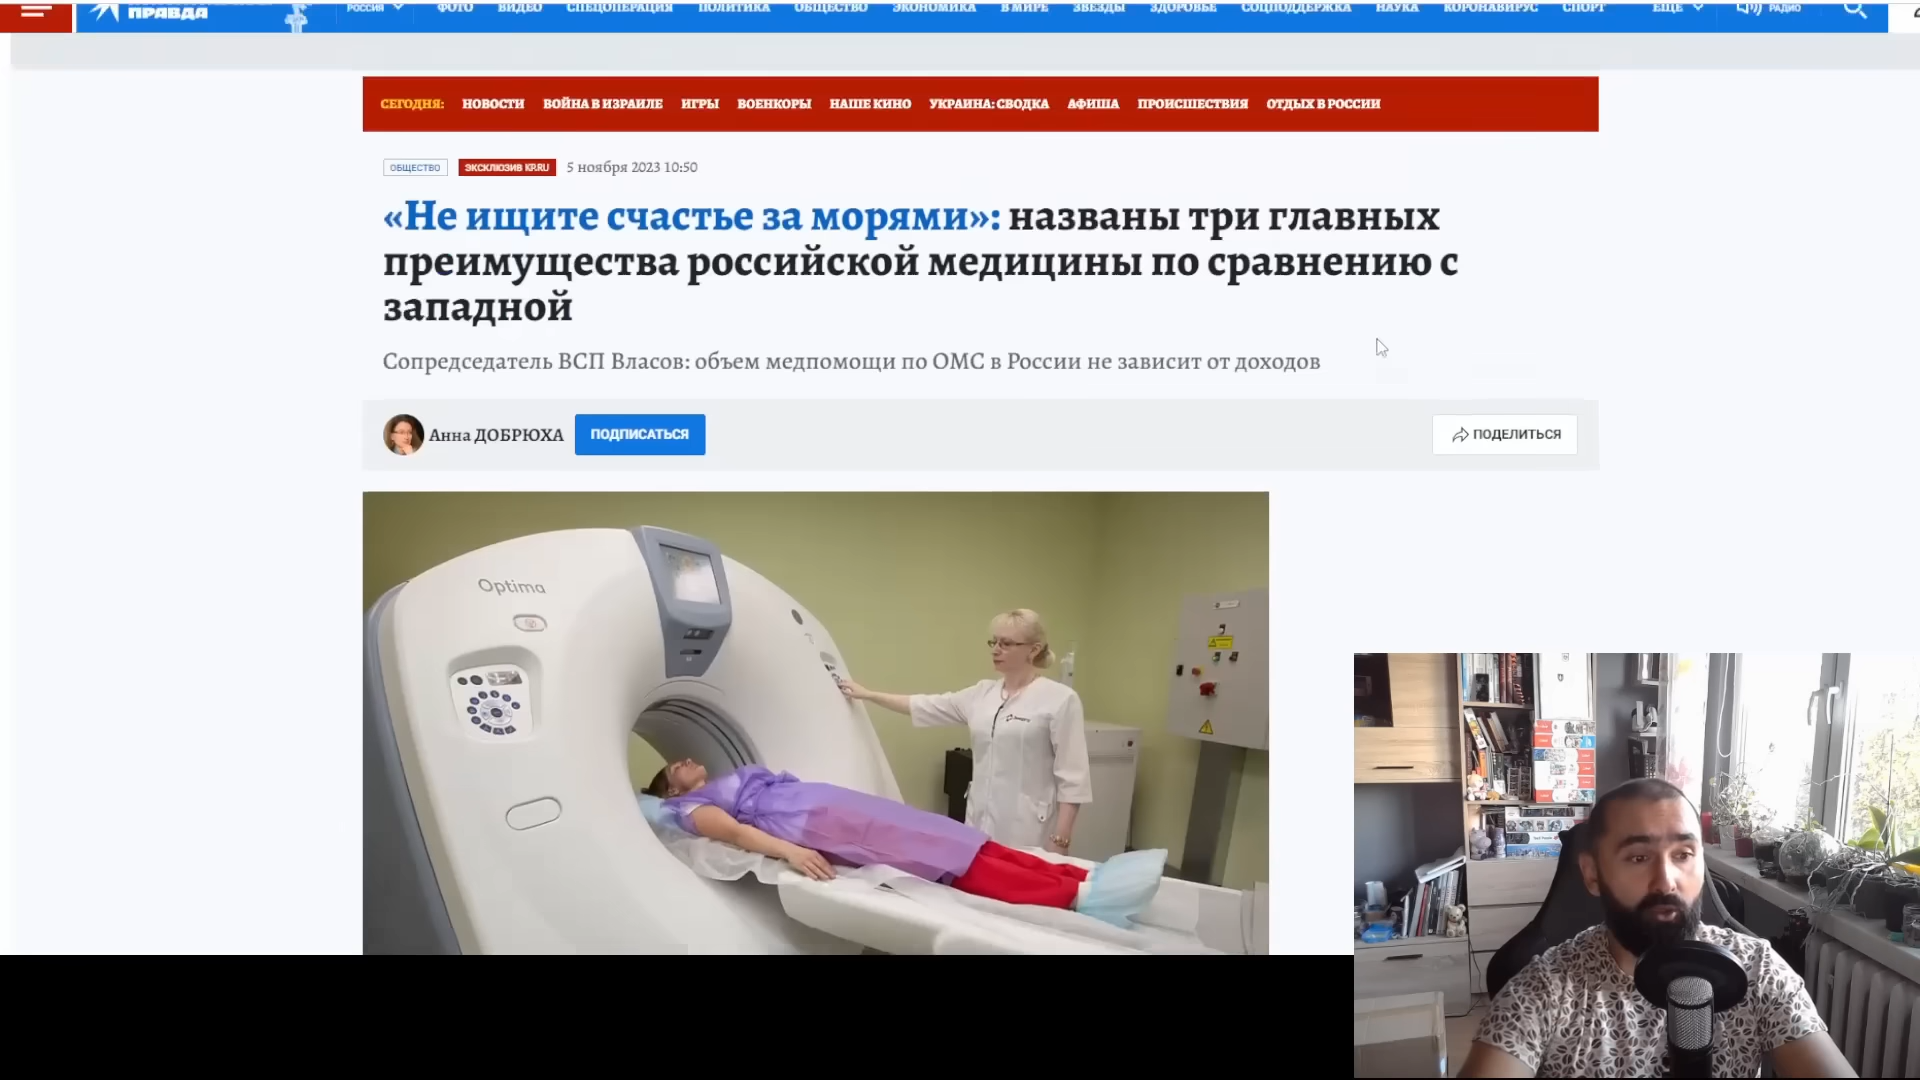 ПРАВДА
РОССИЯ ФОТО ВИДЕО СПЕЦОПЕРАЦИЯ ПОЛИТИКА ОБЩЕСТВО ЭКОНОМИКА В МИРЕ ЗВЕЗДЫ ЗДОРОВЬЕ СОЦПОДДЕРЖКА НАУКА КОРОНАВИРУС СПОРТ ЕЩЕ РАДИО
СЕГОДНЯ: НОВОСТИ ВОЙНА В ИЗРАИЛЕ ИГРЫ ВОЕНКОРЫ НАШЕ КИНО УКРАИНА: СВОДКА АФИША ПРОИСШЕСТВИЯ ОТДЫХ В РОССИИ
ОБЩЕСТВО ЭКСКЛЮЗИВ KP.RU 5 ноября 2023 10:50
«Не ищите счастье за морями»: названы три главных
преимущества российской медицины по сравнению с
западной
Сопредседатель ВСП Власов: объем медпомощи по ОМС в России не зависит от доходов
Анна ДОБРЮХА ПОДПИСАТЬСЯ ПОДЕЛИТЬСЯ
Optima